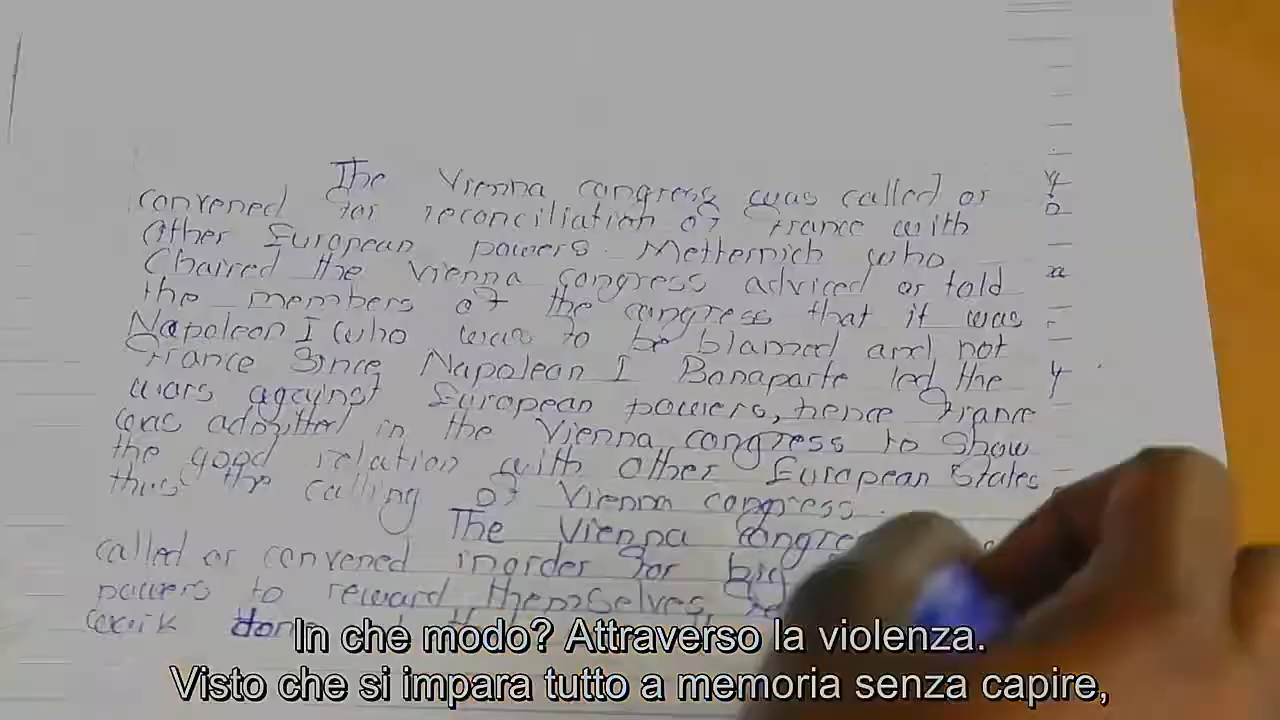 The Vienna congress was called or
convened for reconciliation of France with
Other European powers. Metternich who
Chaired the Vienna congress adviced or told
the members of the congress that it was
Napoleon I who was to be blamed and not
France Since Napoleon I Bonaparte led the
wars against European powers, hence France
was admitted in the Vienna congress to Show
the good relation with other European States
thus the calling of Vienna congress.
The Vienna
called or convened inorder for big
powers to reward themselves
work
In che modo? Attraverso la violenza.
Visto che si impara tutto a memoria senza capire,